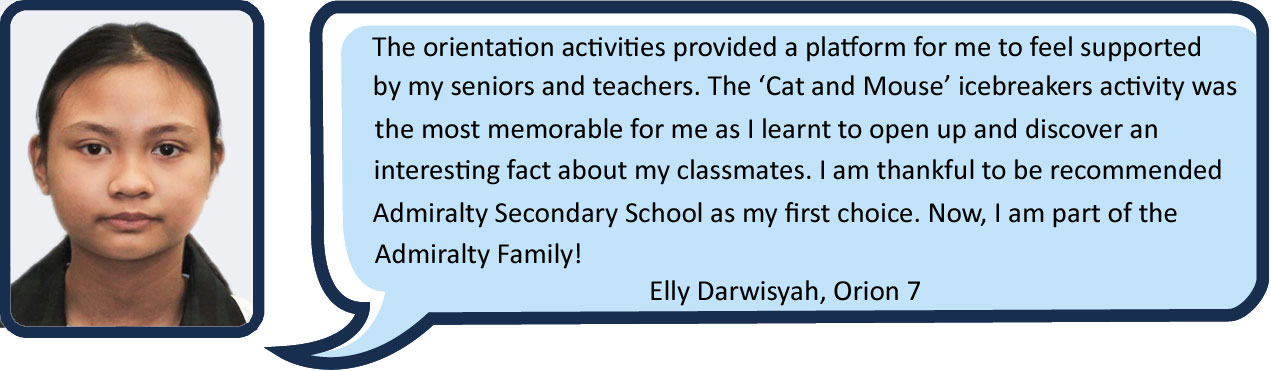 The orientation activities provided a platform for me to feel supported
by my seniors and teachers. The ‘Cat and Mouse’ icebreakers activity was
the most memorable for me as I learnt to open up and discover an
interesting fact about my classmates. I am thankful to be recommended
Admiralty Secondary School as my first choice. Now, I am part of the
Admiralty Family!
Elly Darwisyah, Orion 7